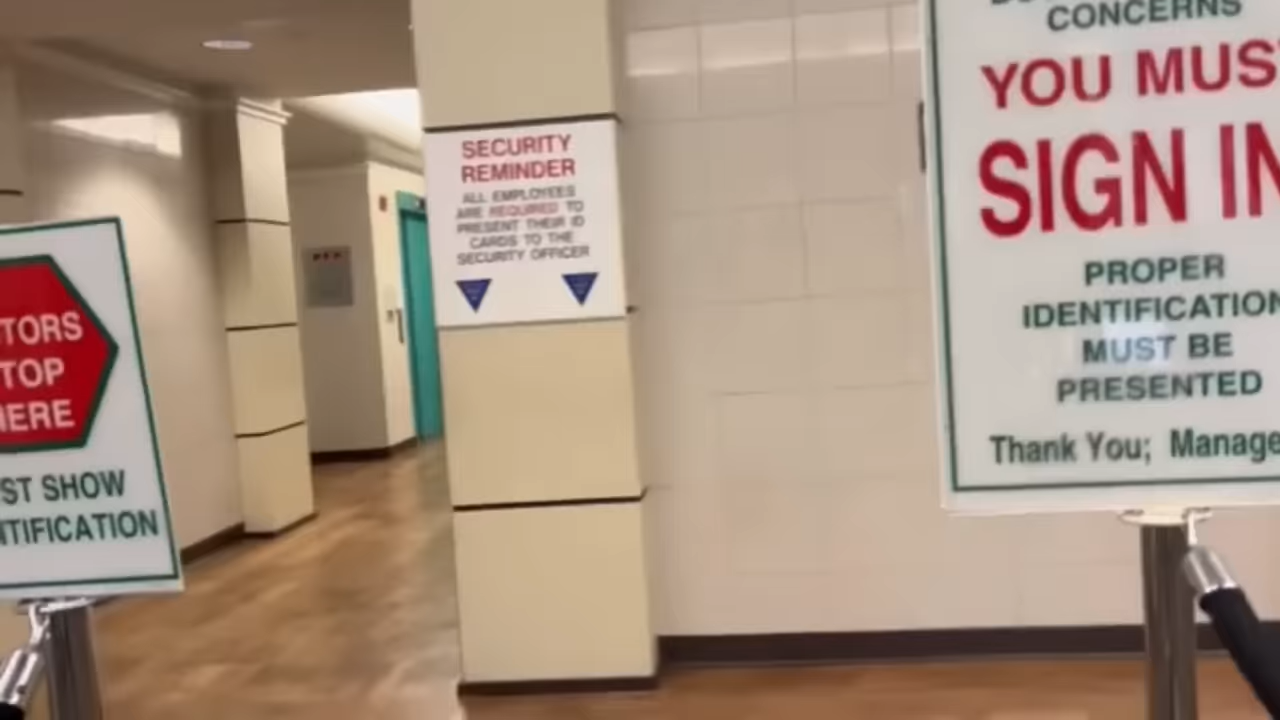 TORS
TOP
HERE
ST SHOW
NTIFICATION
SECURITY
REMINDER
ALL EMPLOYEES
ARE REQUIRED TO
PRESENT THEIR ID
CARDS TO THE
SECURITY OFFICER
CONCERNS
YOU MUST
SIGN IN
PROPER
IDENTIFICATION
MUST BE
PRESENTED
Thank You; Manage